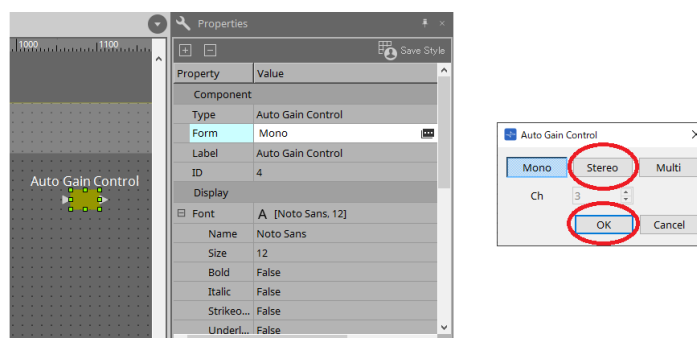 1000 1100
Auto Gain Control
Properties
Save Style
Property Value
Component
Type Auto Gain Control
Form Mono
Label Auto Gain Control
ID 4
Display
Font A [Noto Sans, 12]
Name Noto Sans
Size 12
Bold False
Italic False
Strikeo... False
Underl... False
Auto Gain Control
Mono Stereo Multi
Ch 3
OK Cancel